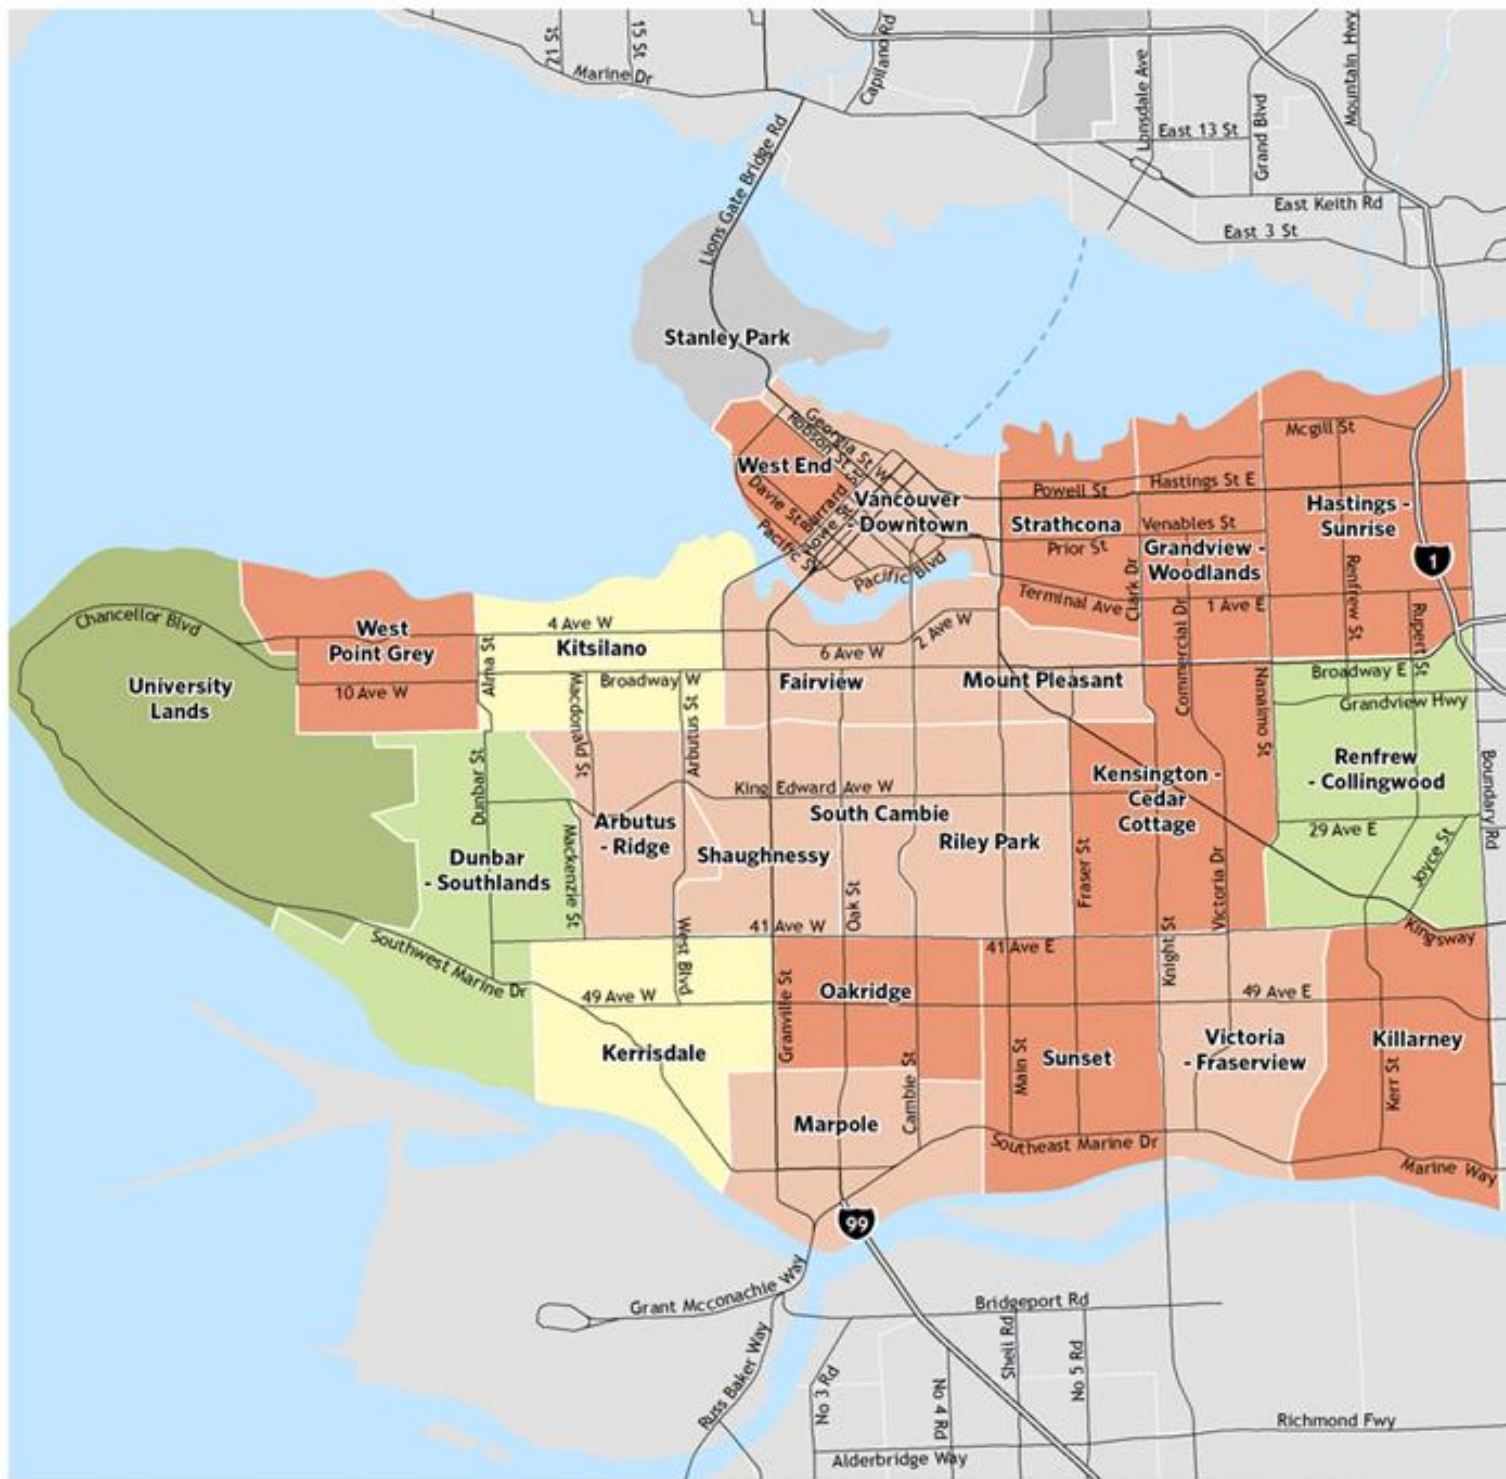 21 St
15 St
Marine Dr
Capilano Rd
Lonsdale Ave
Grand Blvd
Mountain Hwy
East 13 St
East Keith Rd
East 3 St
Lions Gate Bridge Rd
Stanley Park
Georgia St W
Robson St
West End
Davie St
Burrard St
Howe St
Pacific St
Vancouver
Downtown
Pacific Blvd
Mcgill St
Powell St
Hastings St E
Strathcona
Venables St
Prior St
Grandview -
Woodlands
Hastings -
Sunrise
1
Terminal Ave
Clark Dr
1 Ave E
Commercial Dr
Renfrew St
Rupert St
Chancellor Blvd
West
Point Grey
10 Ave W
Alma St
4 Ave W
Kitsilano
Broadway W
Macdonald St
Arbutus St
6 Ave W
2 Ave W
Fairview
Mount Pleasant
Nanaimo St
Broadway E
Grandview Hwy
University
Lands
Dunbar St
King Edward Ave W
South Cambie
Kensington -
Cedar
Cottage
Renfrew
- Collingwood
Boundary Rd
Arbutus
- Ridge
Mackenzie St
Dunbar
- Southlands
Shaughnessy
Riley Park
29 Ave E
Joyce St
Oak St
Fraser St
Victoria Dr
Knight St
41 Ave W
41 Ave E
Kingsway
Southwest Marine Dr
West Blvd
49 Ave W
Granville St
Oakridge
49 Ave E
Kerrisdale
Main St
Sunset
Victoria
- Fraserview
Killarney
Kerr St
Marpole
Cambie St
Southeast Marine Dr
Marine Way
99
Grant Mcconachie Way
Bridgeport Rd
Russ Baker Way
No 3 Rd
No 4 Rd
Shell Rd
No 5 Rd
Richmond Fwy
Alderbridge Way